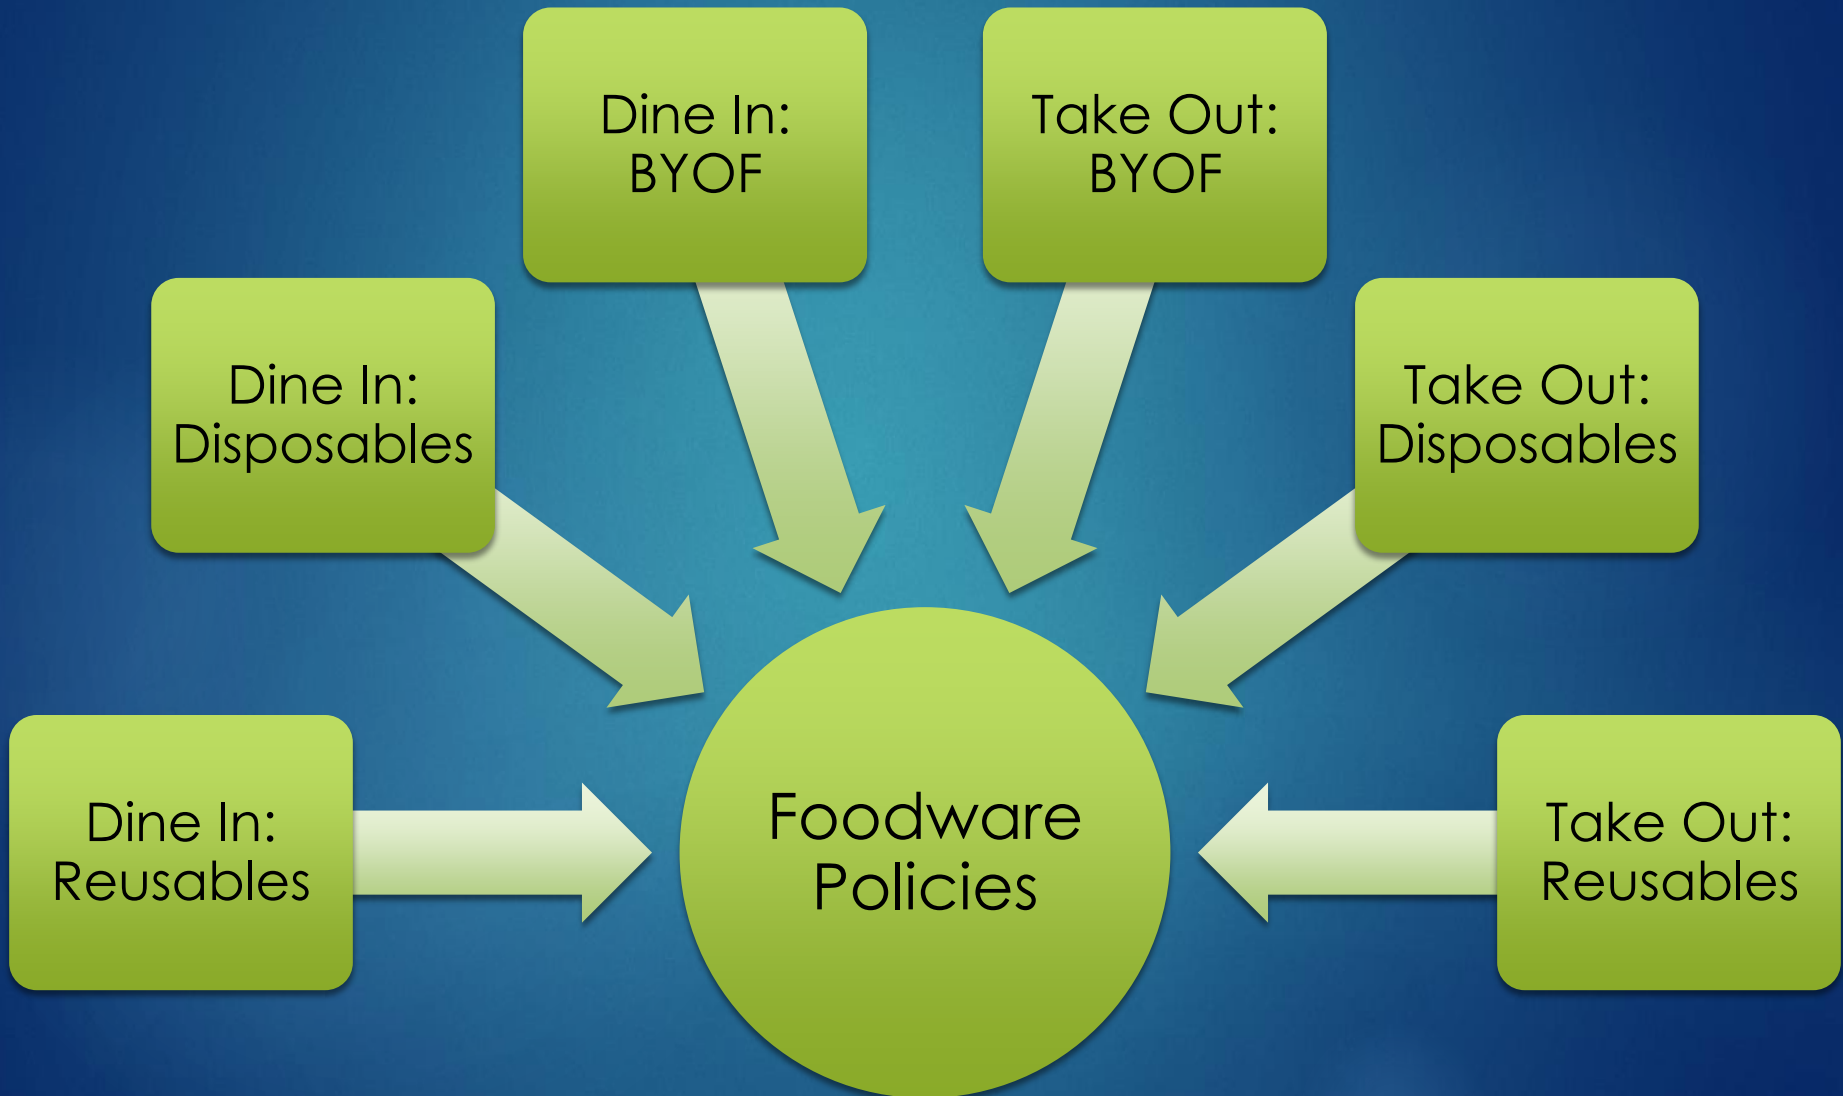 Dine In:
BYOF
Take Out:
BYOF
Dine In:
Disposables
Take Out:
Disposables
Dine In:
Reusables
Foodware
Policies
Take Out:
Reusables